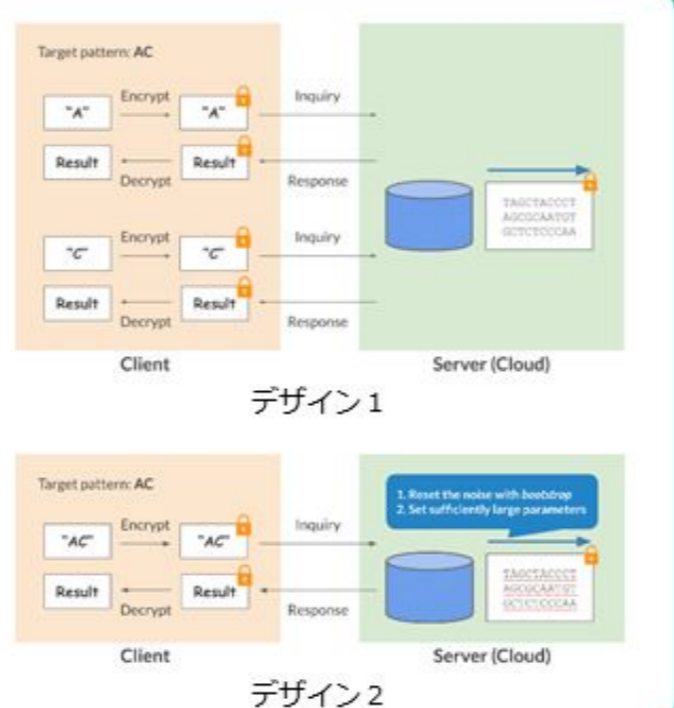 Target pattern: AC
"A"
Encrypt
"A"
Inquiry
Result
Decrypt
Result
Response
TAGCTACCCT
AGCGCAATGT
GCTCTCCCAA
"C"
Encrypt
"C"
Inquiry
Result
Decrypt
Result
Response
Client
Server (Cloud)
デザイン1
Target pattern: AC
1. Reset the noise with bootstrap
2. Set sufficiently large parameters
"AC"
Encrypt
"AC"
Inquiry
Result
Decrypt
Result
Response
TAGCTACCCT
AGCGCAATGT
GCTCTCCCAA
Client
Server (Cloud)
デザイン2